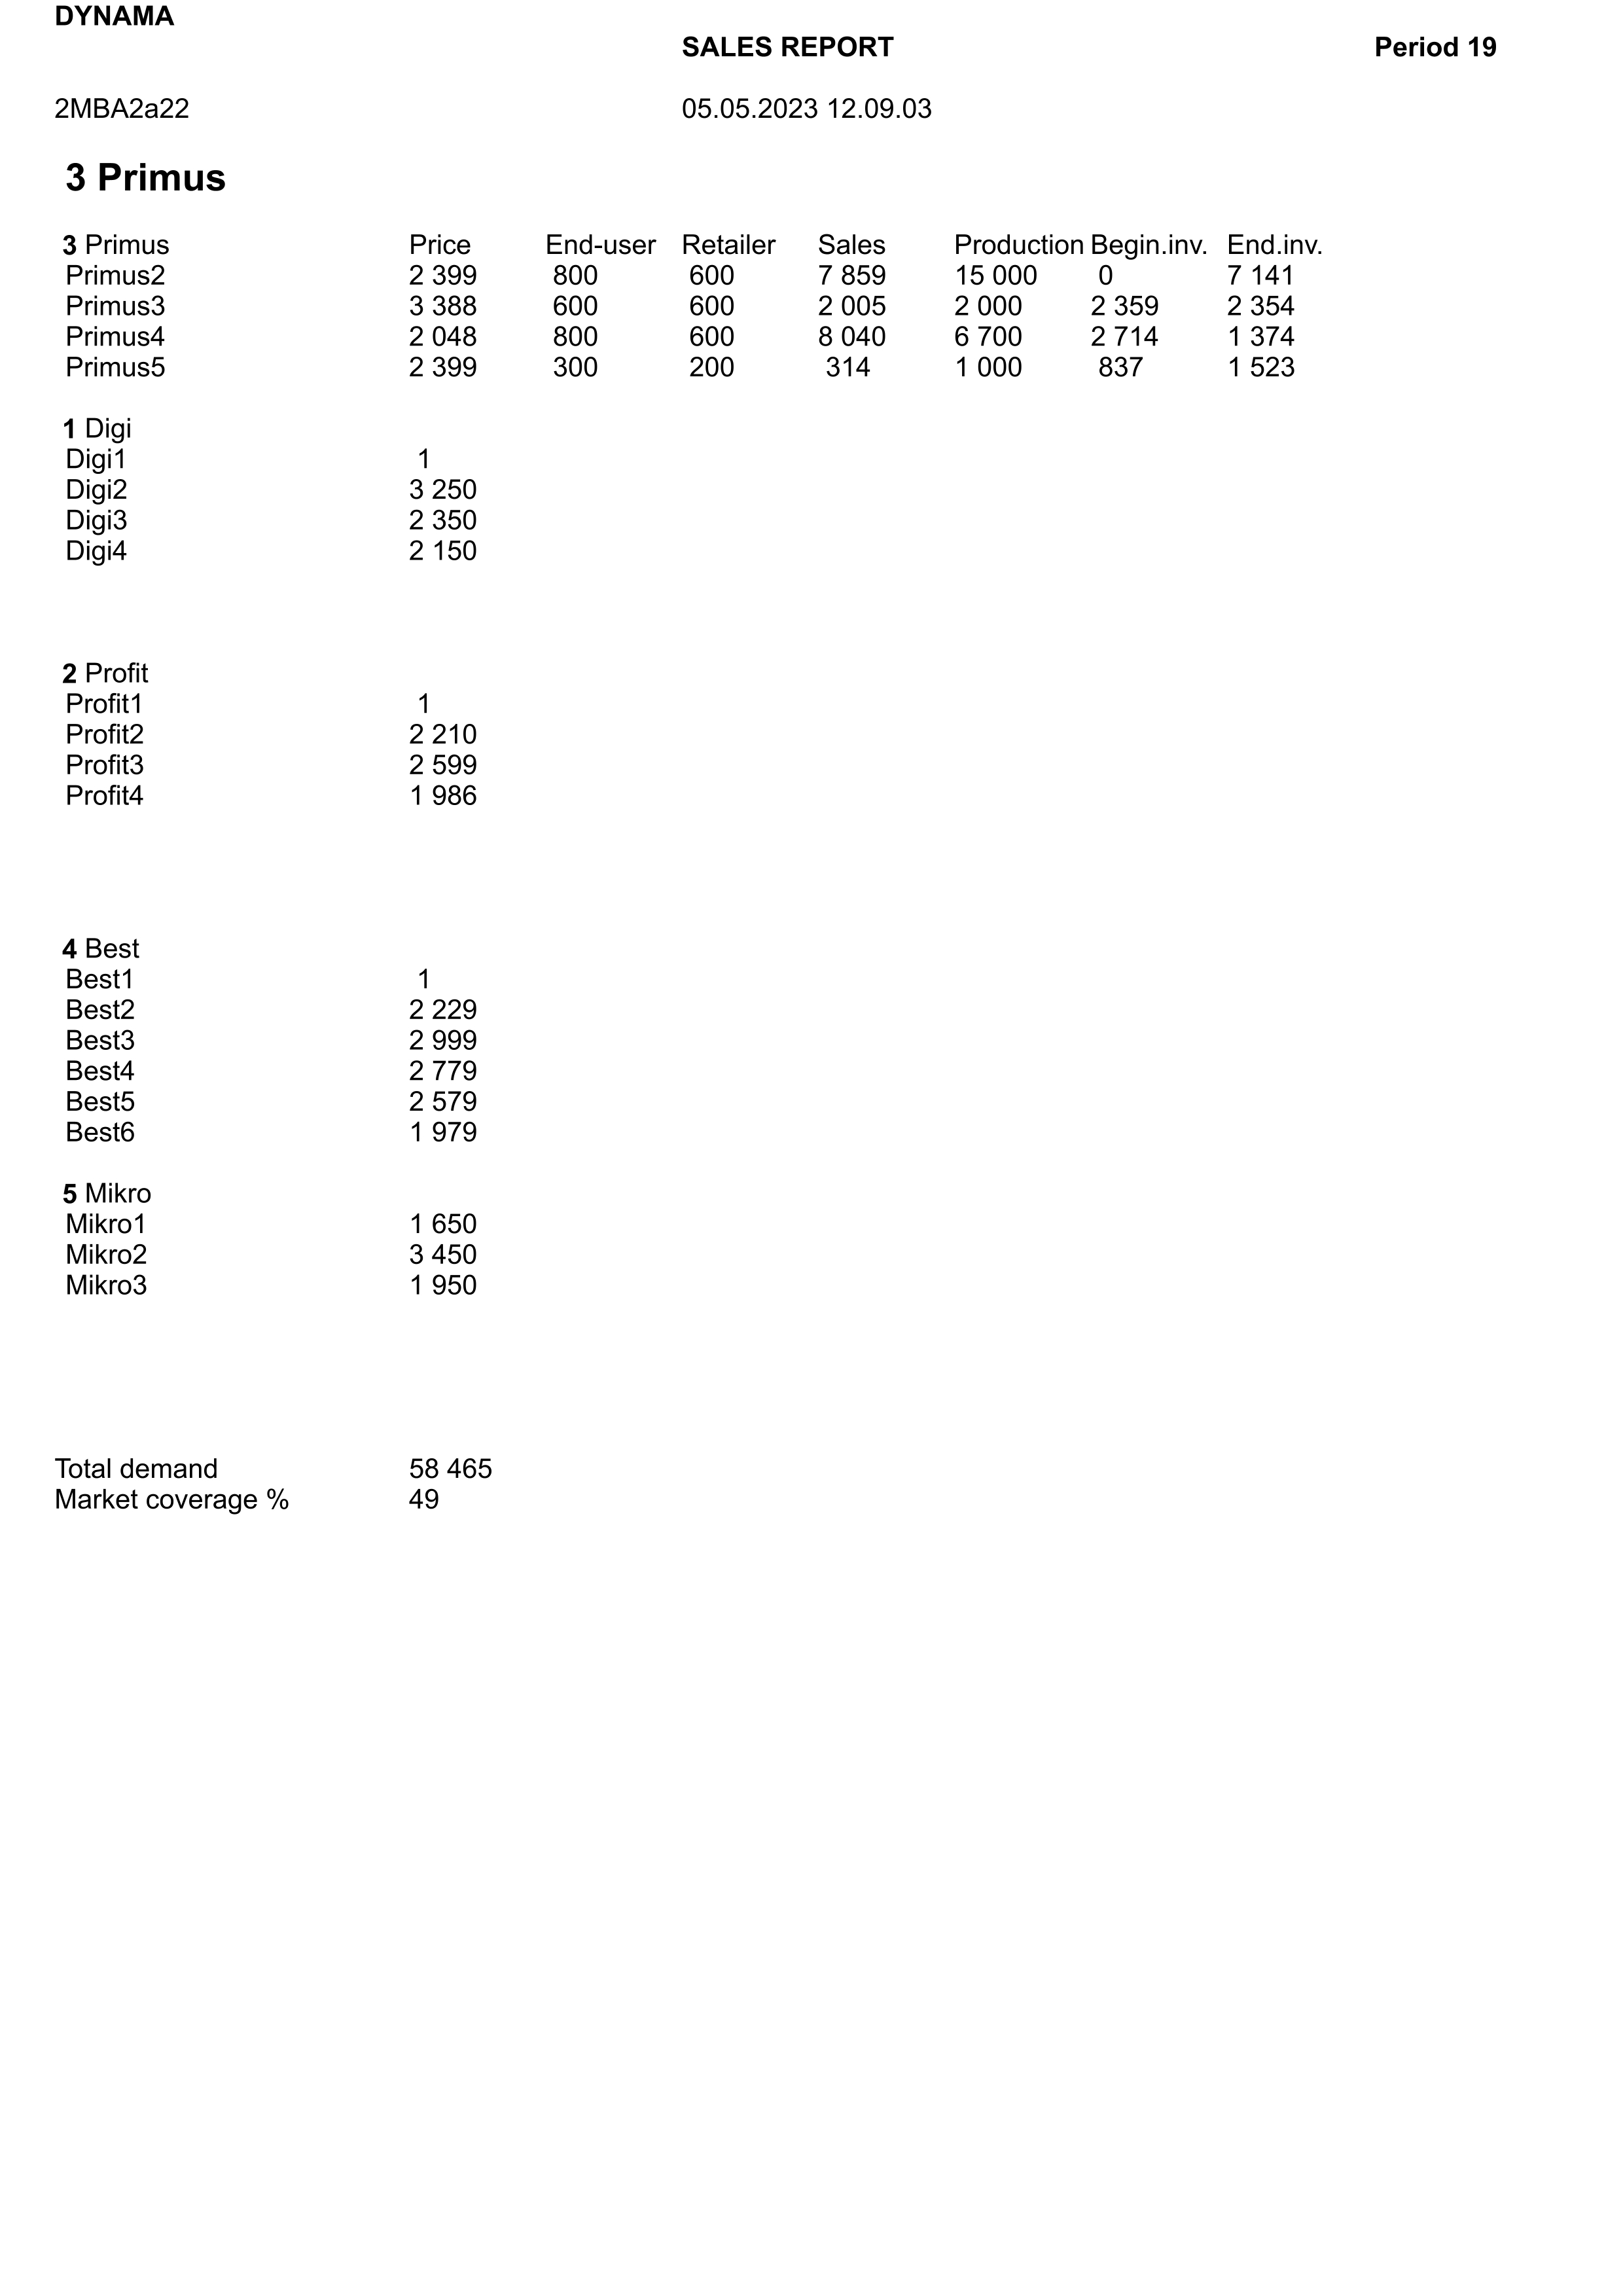 DYNAMA
SALES REPORT Period 19
2MBA2a22 05.05.2023 12.09.03
3 Primus
3 Primus Price End-user Retailer Sales Production Begin.inv. End.inv.
Primus2 2 399 800 600 7 859 15 000 0 7 141
Primus3 3 388 600 600 2 005 2 000 2 359 2 354
Primus4 2 048 800 600 8 040 6 700 2 714 1 374
Primus5 2 399 300 200 314 1 000 837 1 523
1 Digi
Digi1 1
Digi2 3 250
Digi3 2 350
Digi4 2 150
2 Profit
Profit1 1
Profit2 2 210
Profit3 2 599
Profit4 1 986
4 Best
Best1 1
Best2 2 229
Best3 2 999
Best4 2 779
Best5 2 579
Best6 1 979
5 Mikro
Mikro1 1 650
Mikro2 3 450
Mikro3 1 950
Total demand 58 465
Market coverage % 49